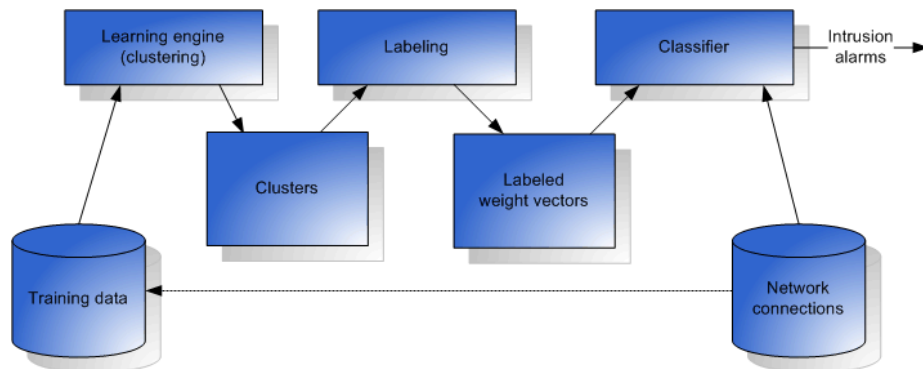 Learning engine
(clustering)
Labeling
Classifier
Intrusion
alarms
Clusters
Labeled
weight vectors
Training data
Network
connections